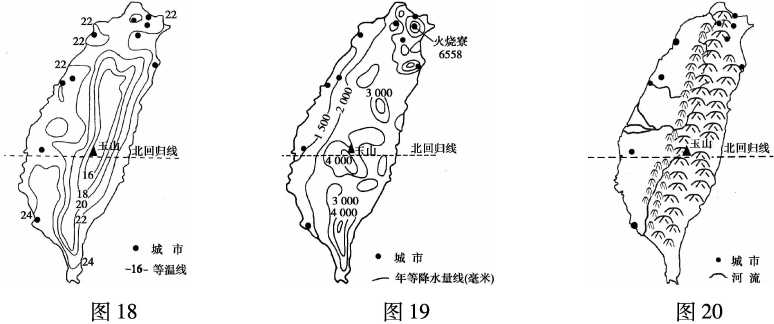 22
22
22
玉山
北回归线
16
18
20
22
24
24
城市
-16- 等温线
图 18
火烧寮
6558
3 000
2 000
1 500
玉山
北回归线
4 000
3 000
4 000
城市
年等降水量线(毫米)
图 19
玉山
北回归线
城市
河流
图 20